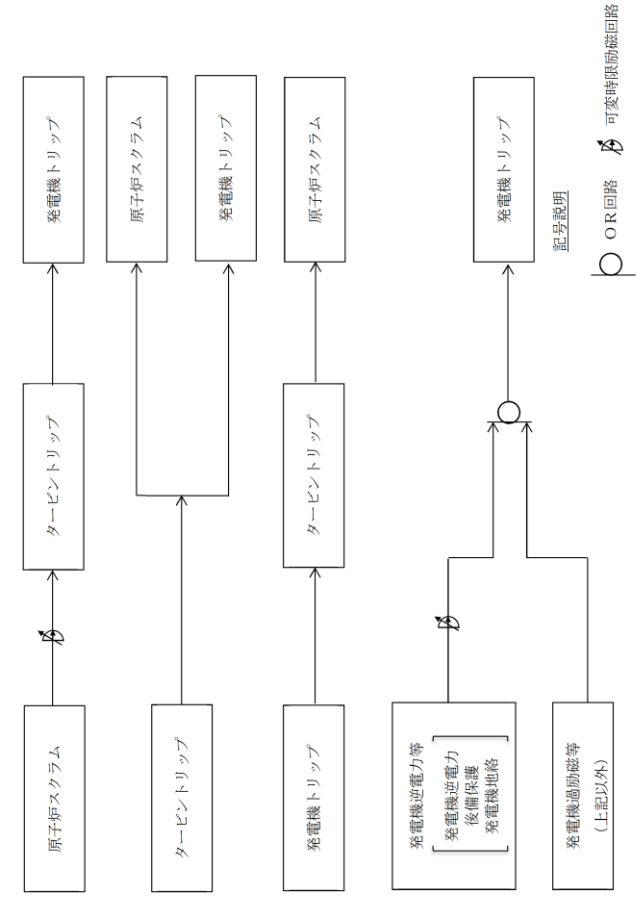 原子炉スクラム
タービントリップ
発電機トリップ
タービントリップ
原子炉スクラム
発電機トリップ
発電機トリップ
タービントリップ
原子炉スクラム
発電機逆電力等
発電機逆電力
後備保護
発電機地絡
発電機過励磁等
(上記以外)
発電機トリップ
記号説明
OR回路
可変時限励磁回路